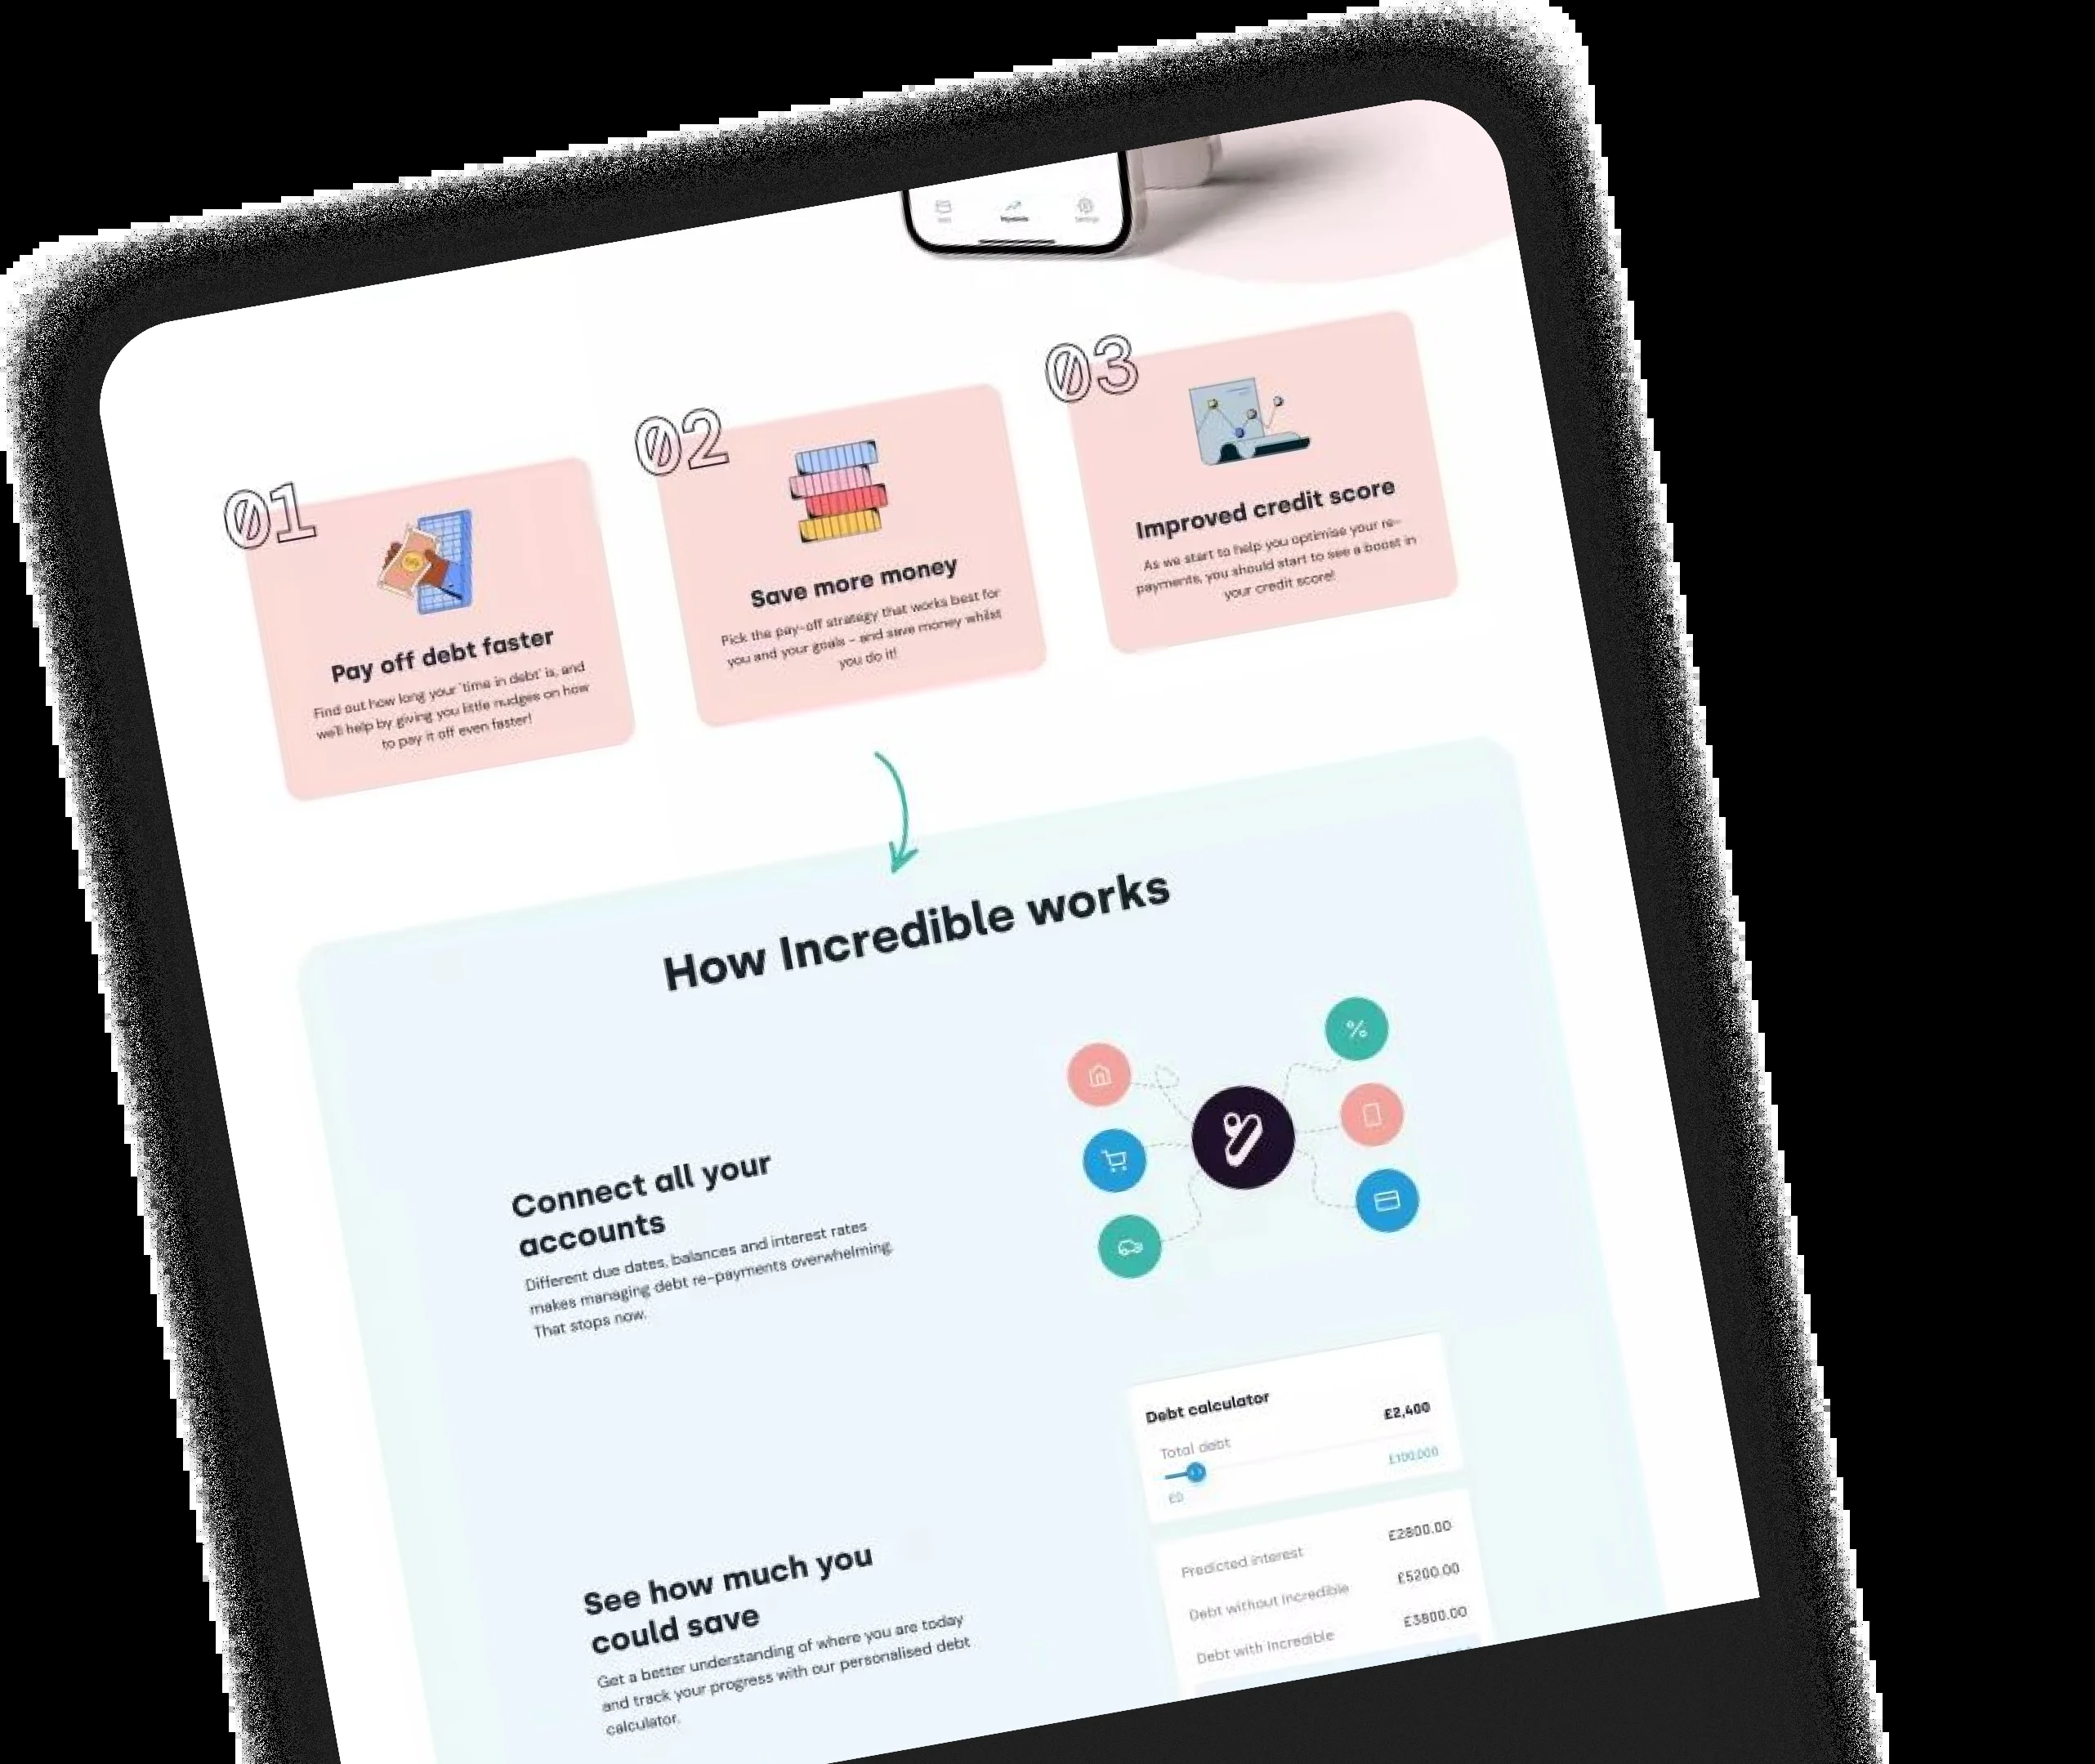 01
Pay off debt faster
Find out how long your 'time in debt' is, and
we'll help by giving you little nudges on how
to pay it off even faster!
02
Save more money
Pick the pay-off strategy that works best for
you and your goals - and save money whilst
you do it!
03
Improved credit score
As we start to help you optimise your re-
payments, you should start to see a boost in
your credit score!
How Incredible works
Connect all your
accounts
Different due dates, balances and interest rates
makes managing debt re-payments overwhelming.
That stops now.
Debt calculator
Total debt £2,400
£0 £100,000
Predicted interest £2800.00
Debt without Incredible £5200.00
Debt with Incredible £3800.00
See how much you
could save
Get a better understanding of where you are today
and track your progress with our personalised debt
calculator.